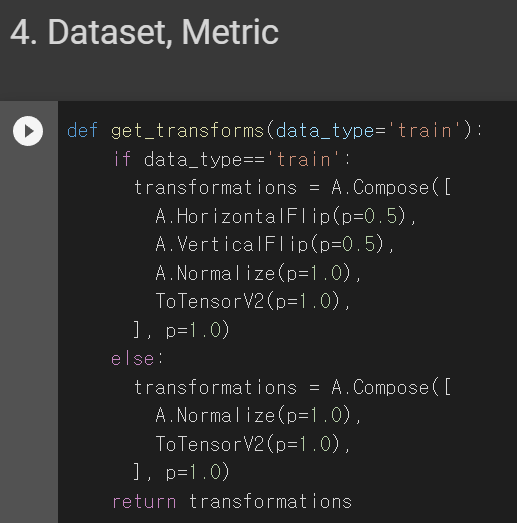 4. Dataset, Metric
def get_transforms(data_type='train'):
    if data_type=='train':
      transformations = A.Compose([
        A.HorizontalFlip(p=0.5),
        A.VerticalFlip(p=0.5),
        A.Normalize(p=1.0),
        ToTensorV2(p=1.0),
      ], p=1.0)
    else:
      transformations = A.Compose([
        A.Normalize(p=1.0),
        ToTensorV2(p=1.0),
      ], p=1.0)
    return transformations